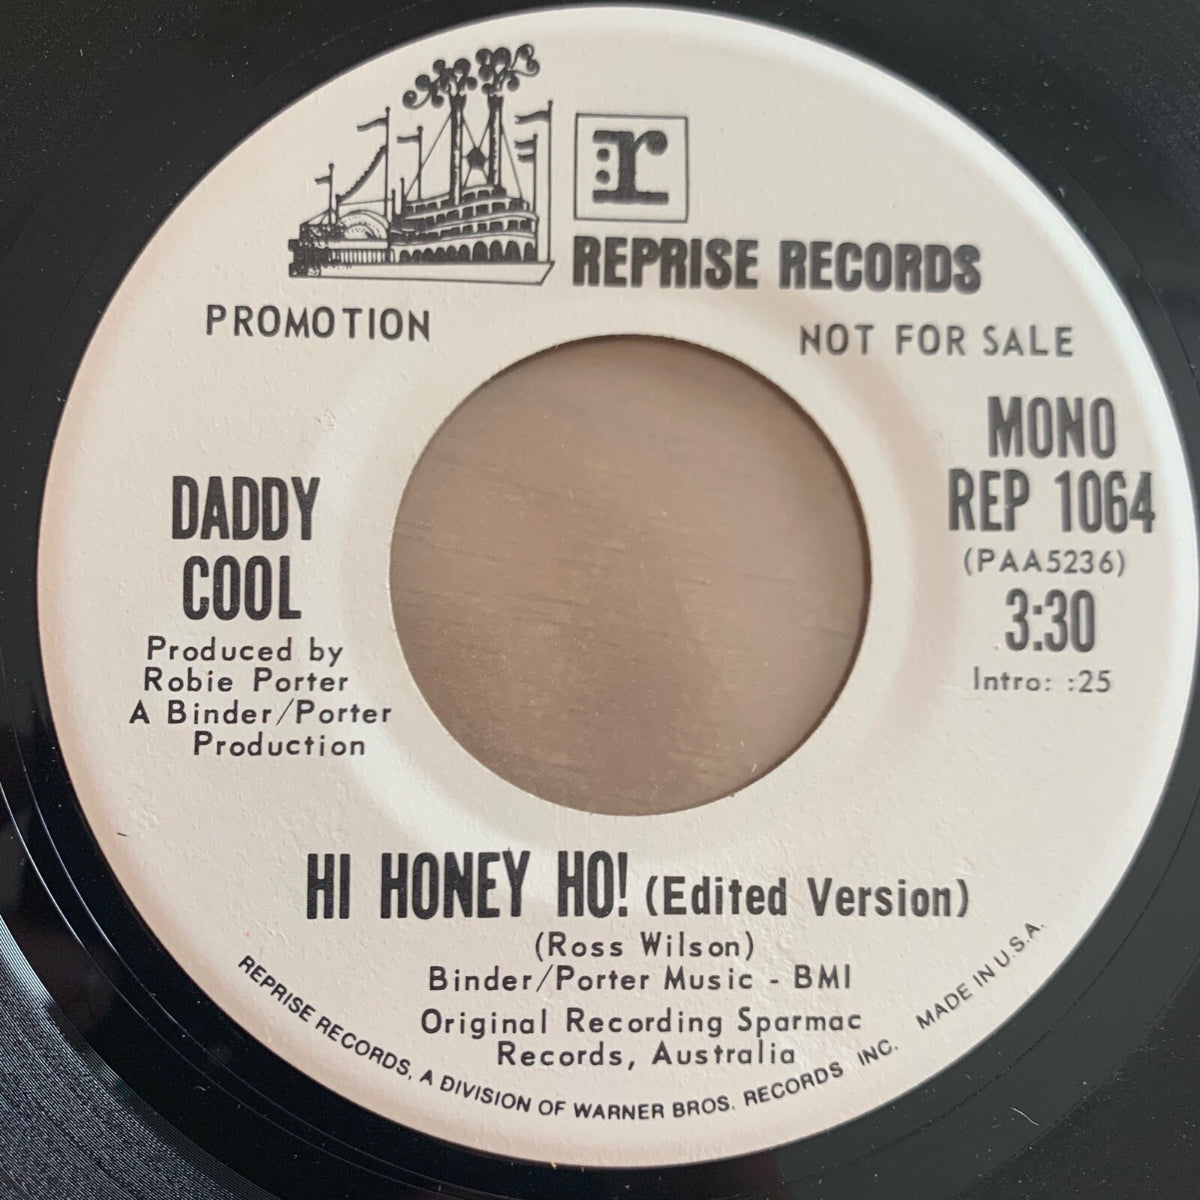 :r
REPRISE RECORDS
PROMOTION
NOT FOR SALE
MONO
REP 1064
(PAA5236)
3:30
Intro: :25
DADDY
COOL
Produced by
Robie Porter
A Binder/Porter
Production
HI HONEY HO! (Edited Version)
(Ross Wilson)
Binder/Porter Music - BMI
Original Recording Sparmac
Records, Australia
REPRISE RECORDS, A DIVISION OF WARNER BROS. RECORDS INC. MADE IN U.S.A.